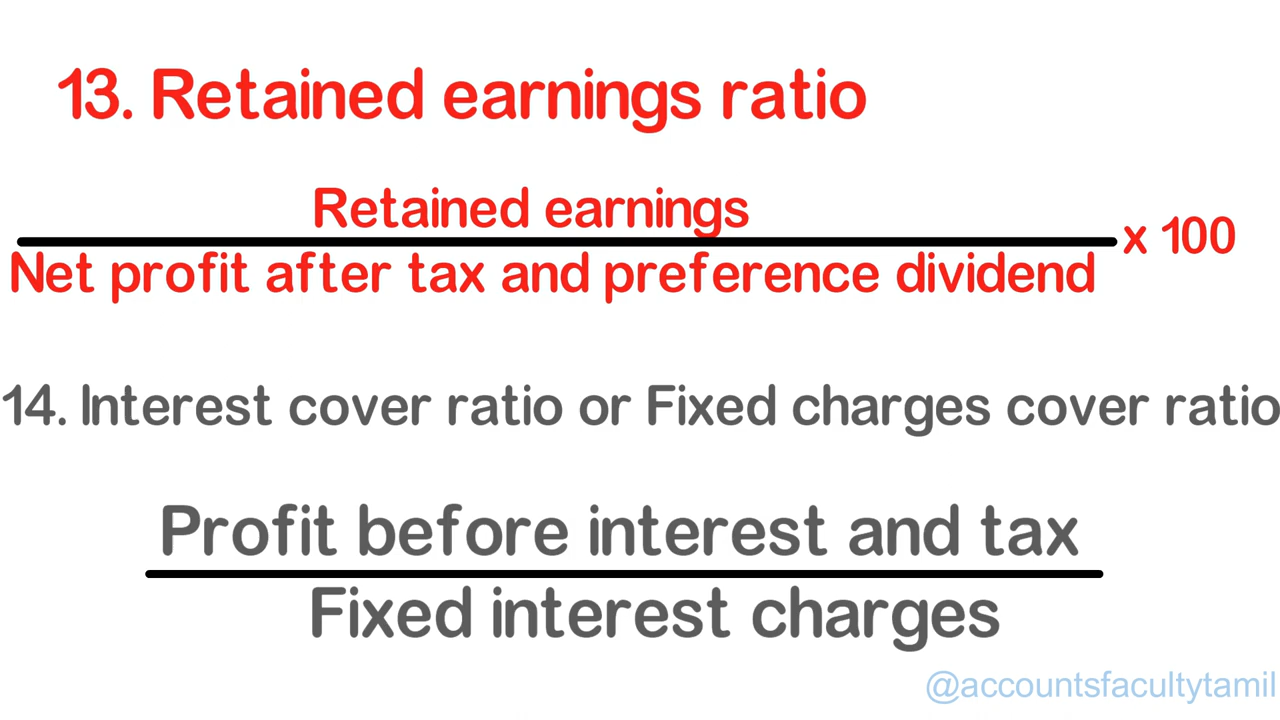 13. Retained earnings ratio
Retained earnings
x 100
Net profit after tax and preference dividend
14. Interest cover ratio or Fixed charges cover ratio
Profit before interest and tax
Fixed interest charges
@accountsfacultytamil